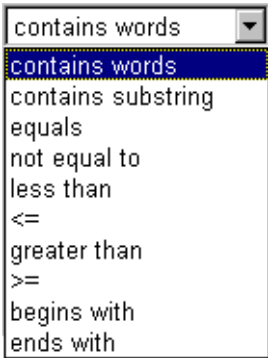 contains words
contains words
contains substring
equals
not equal to
less than
<=
greater than
>=
begins with
ends with